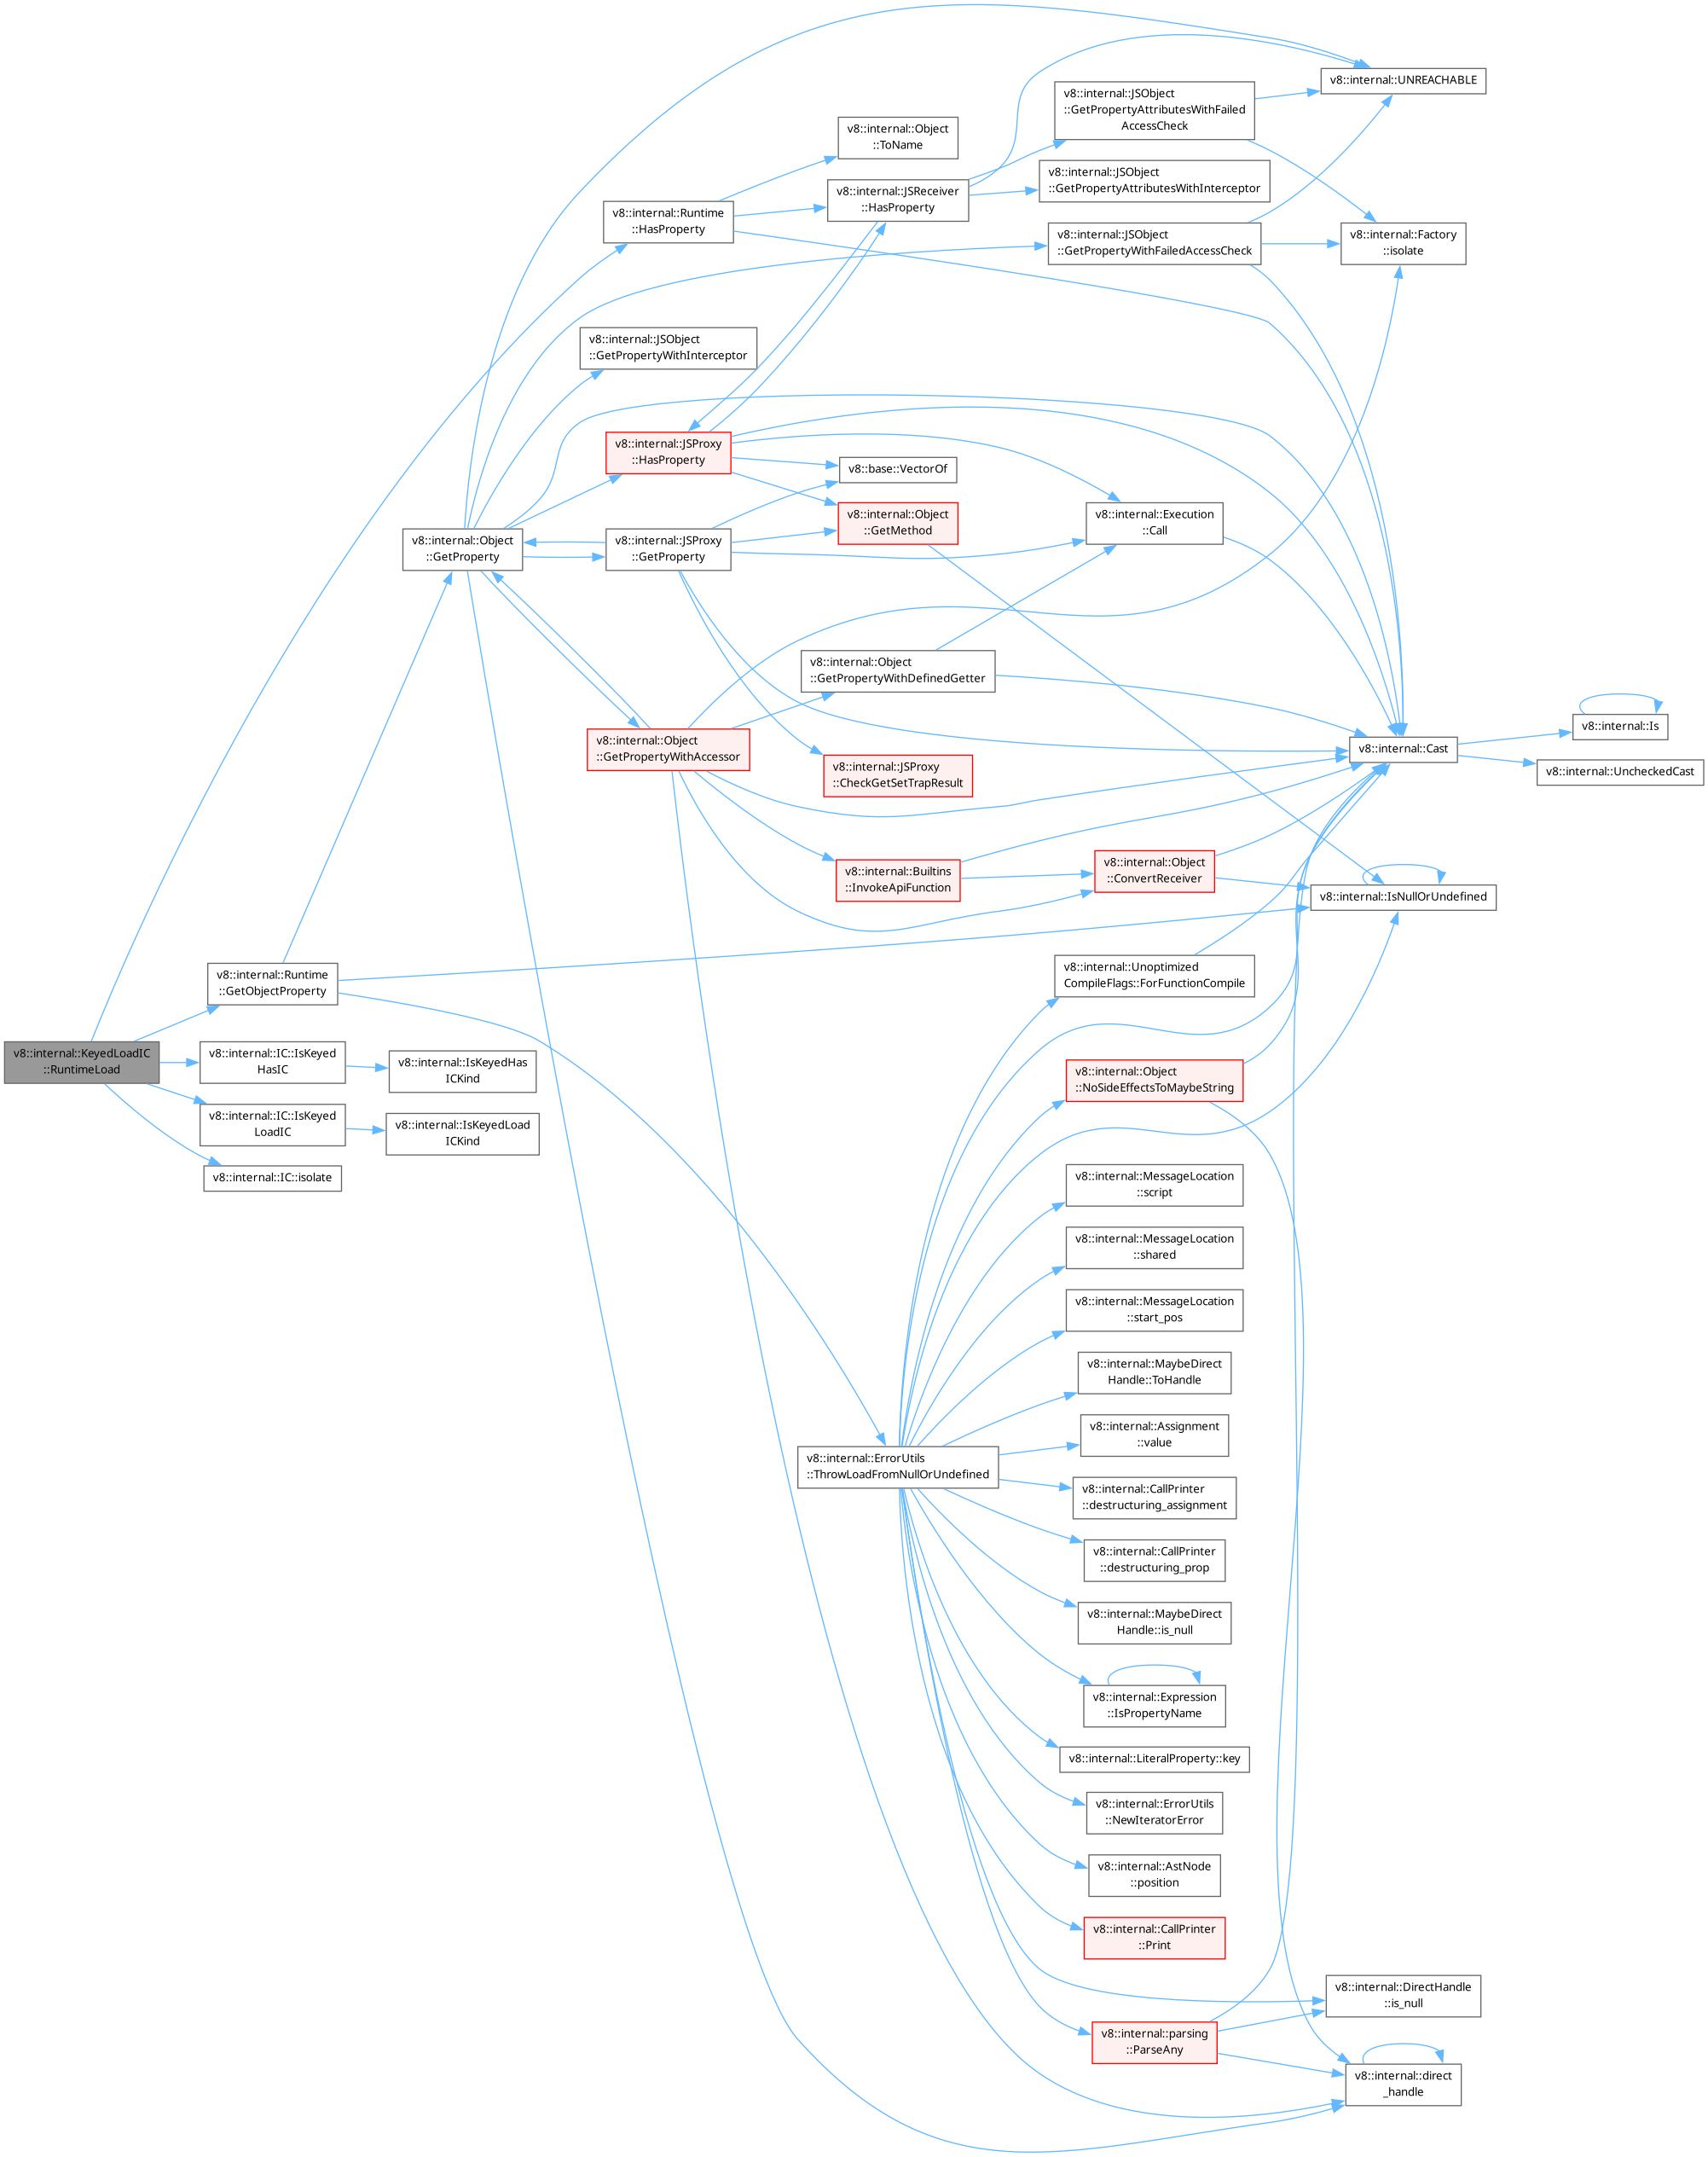 v8::internal::KeyedLoadIC
::RuntimeLoad
v8::internal::Runtime
::GetObjectProperty
v8::internal::IC::IsKeyed
HasIC
v8::internal::IC::IsKeyed
LoadIC
v8::internal::IC::isolate
v8::internal::IsKeyedHas
ICKind
v8::internal::IsKeyedLoad
ICKind
v8::internal::Object
::GetProperty
v8::internal::Runtime
::HasProperty
v8::internal::JSObject
::GetPropertyWithInterceptor
v8::internal::JSProxy
::HasProperty
v8::internal::JSProxy
::GetProperty
v8::internal::Object
::GetPropertyWithAccessor
v8::internal::Object
::ToName
v8::internal::JSReceiver
::HasProperty
v8::base::VectorOf
v8::internal::Object
::GetMethod
v8::internal::Object
::GetPropertyWithDefinedGetter
v8::internal::JSProxy
::CheckGetSetTrapResult
v8::internal::Builtins
::InvokeApiFunction
v8::internal::ErrorUtils
::ThrowLoadFromNullOrUndefined
v8::internal::JSObject
::GetPropertyAttributesWithFailed
AccessCheck
v8::internal::JSObject
::GetPropertyAttributesWithInterceptor
v8::internal::JSObject
::GetPropertyWithFailedAccessCheck
v8::internal::Execution
::Call
v8::internal::Object
::ConvertReceiver
v8::internal::Unoptimized
CompileFlags::ForFunctionCompile
v8::internal::Object
::NoSideEffectsToMaybeString
v8::internal::MessageLocation
::script
v8::internal::MessageLocation
::shared
v8::internal::MessageLocation
::start_pos
v8::internal::MaybeDirect
Handle::ToHandle
v8::internal::Assignment
::value
v8::internal::CallPrinter
::destructuring_assignment
v8::internal::CallPrinter
::destructuring_prop
v8::internal::MaybeDirect
Handle::is_null
v8::internal::Expression
::IsPropertyName
v8::internal::LiteralProperty::key
v8::internal::ErrorUtils
::NewIteratorError
v8::internal::AstNode
::position
v8::internal::CallPrinter
::Print
v8::internal::parsing
::ParseAny
v8::internal::UNREACHABLE
v8::internal::Factory
::isolate
v8::internal::Cast
v8::internal::IsNullOrUndefined
v8::internal::DirectHandle
::is_null
v8::internal::direct
_handle
v8::internal::Is
v8::internal::UncheckedCast